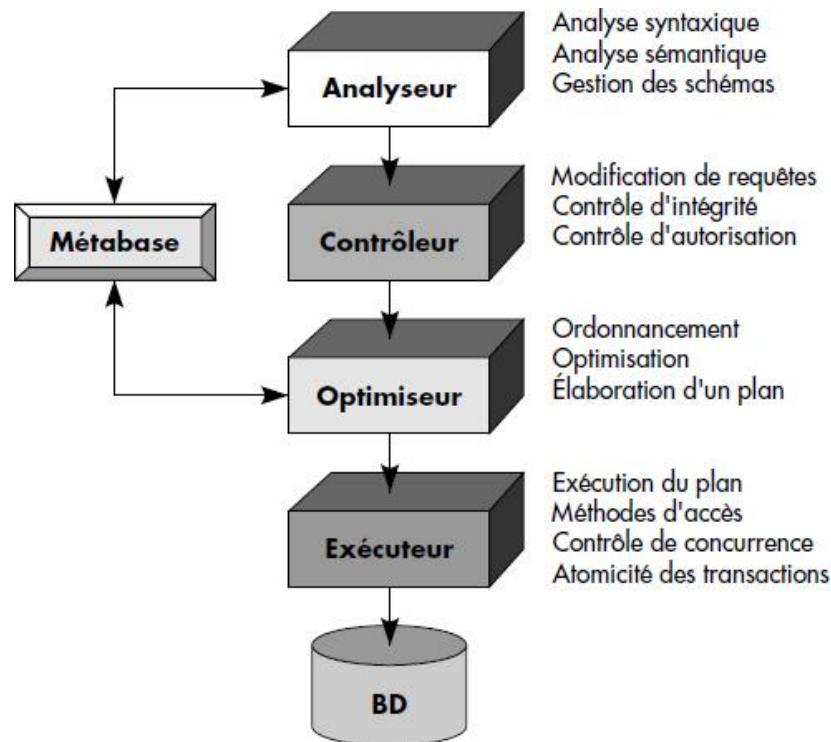 Analyse syntaxique
Analyse sémantique
Gestion des schémas
Analyseur
Modification de requêtes
Contrôle d'intégrité
Contrôle d'autorisation
Métabase
Contrôleur
Ordonnancement
Optimisation
Élaboration d'un plan
Optimiseur
Exécution du plan
Méthodes d'accès
Contrôle de concurrence
Atomicité des transactions
Exécuteur
BD